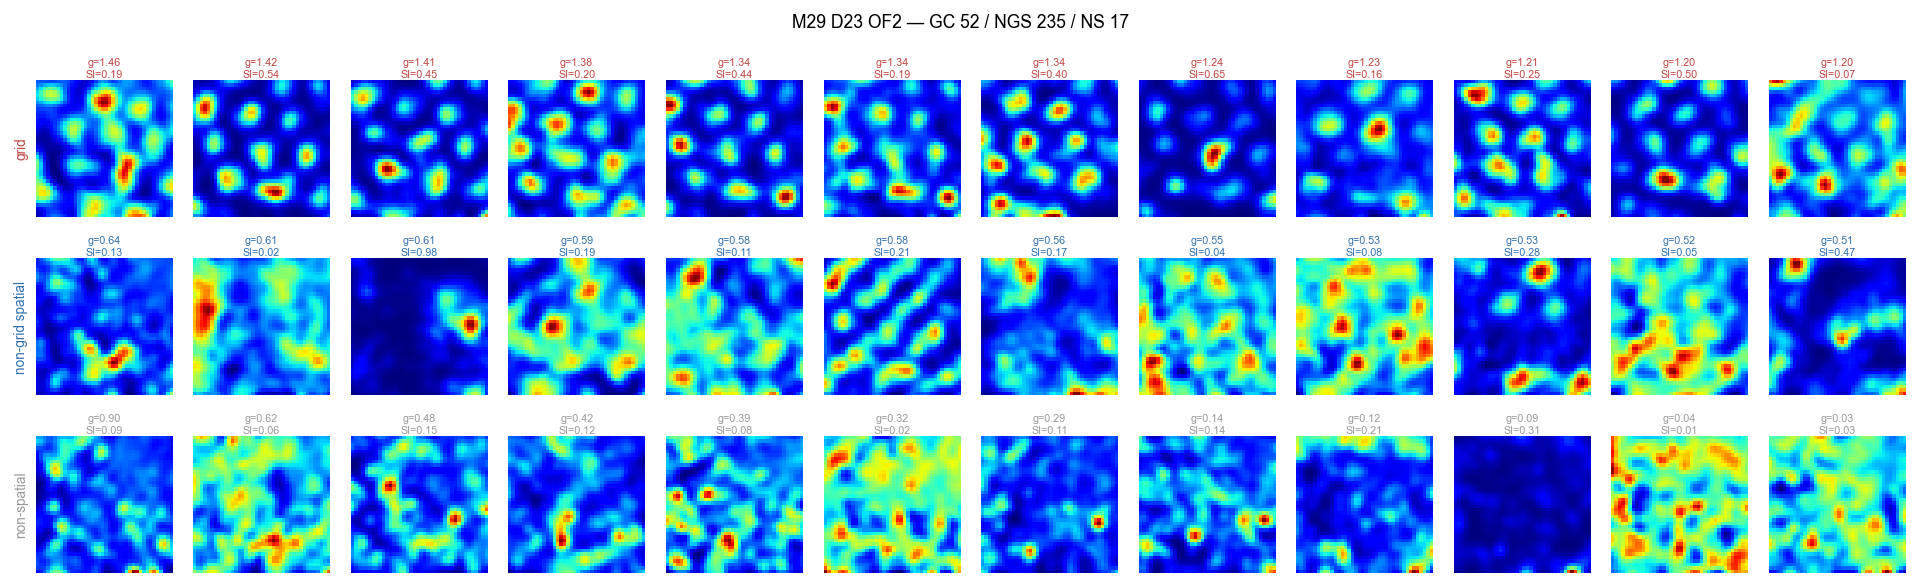 M29 D23 OF2 — GC 52 / NGS 235 / NS 17
g=1.46 g=1.42 g=1.41 g=1.38 g=1.34 g=1.34 g=1.34 g=1.24 g=1.23 g=1.21 g=1.20 g=1.20
SI=0.19 SI=0.54 SI=0.45 SI=0.20 SI=0.44 SI=0.19 SI=0.40 SI=0.65 SI=0.16 SI=0.25 SI=0.50 SI=0.07
grid
g=0.64 g=0.61 g=0.61 g=0.59 g=0.58 g=0.58 g=0.56 g=0.55 g=0.53 g=0.53 g=0.52 g=0.51
SI=0.13 SI=0.02 SI=0.98 SI=0.19 SI=0.11 SI=0.21 SI=0.17 SI=0.04 SI=0.08 SI=0.28 SI=0.05 SI=0.47
non-grid spatial
g=0.90 g=0.62 g=0.48 g=0.42 g=0.39 g=0.32 g=0.29 g=0.14 g=0.12 g=0.09 g=0.04 g=0.03
SI=0.09 SI=0.06 SI=0.15 SI=0.12 SI=0.08 SI=0.02 SI=0.11 SI=0.14 SI=0.21 SI=0.31 SI=0.01 SI=0.03
non-spatial